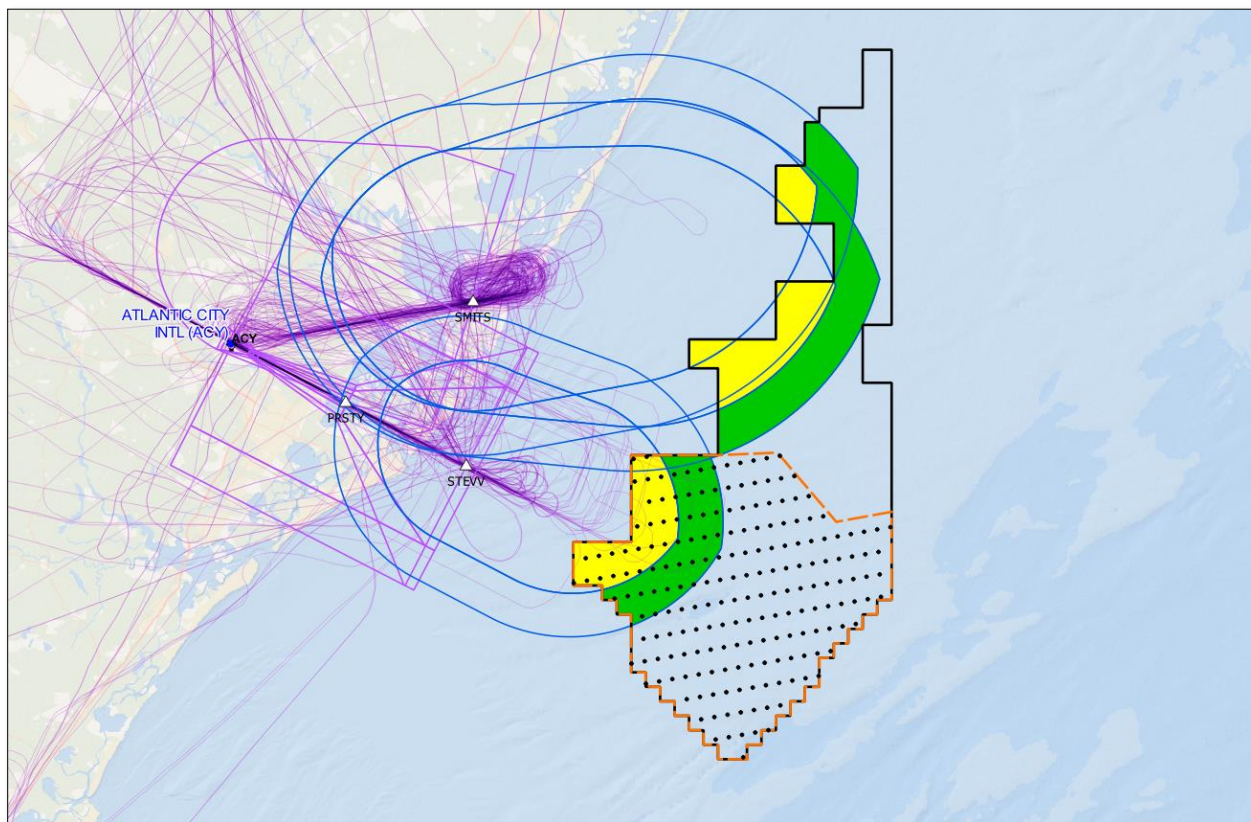 ATLANTIC CITY
INTL (ACY)
ACY
SMITS
PRSTY
STEVV